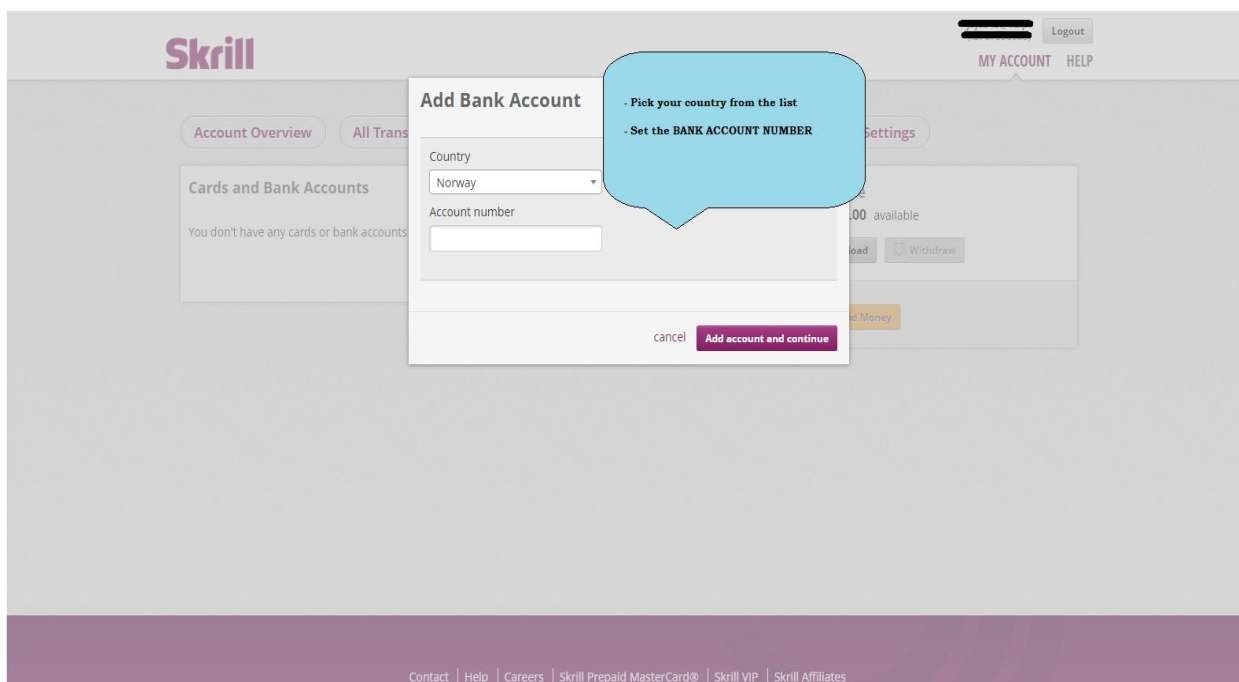 Skrill
Logout
MY ACCOUNT HELP
Account Overview
All Trans
Settings
Add Bank Account
- Pick your country from the list
- Set the BANK ACCOUNT NUMBER
Country
Norway
Account number
cancel
Add account and continue
Cards and Bank Accounts
You don't have any cards or bank accounts
.00 available
load
Withdraw
d Money
Contact | Help | Careers | Skrill Prepaid MasterCard® | Skrill VIP | Skrill Affiliates